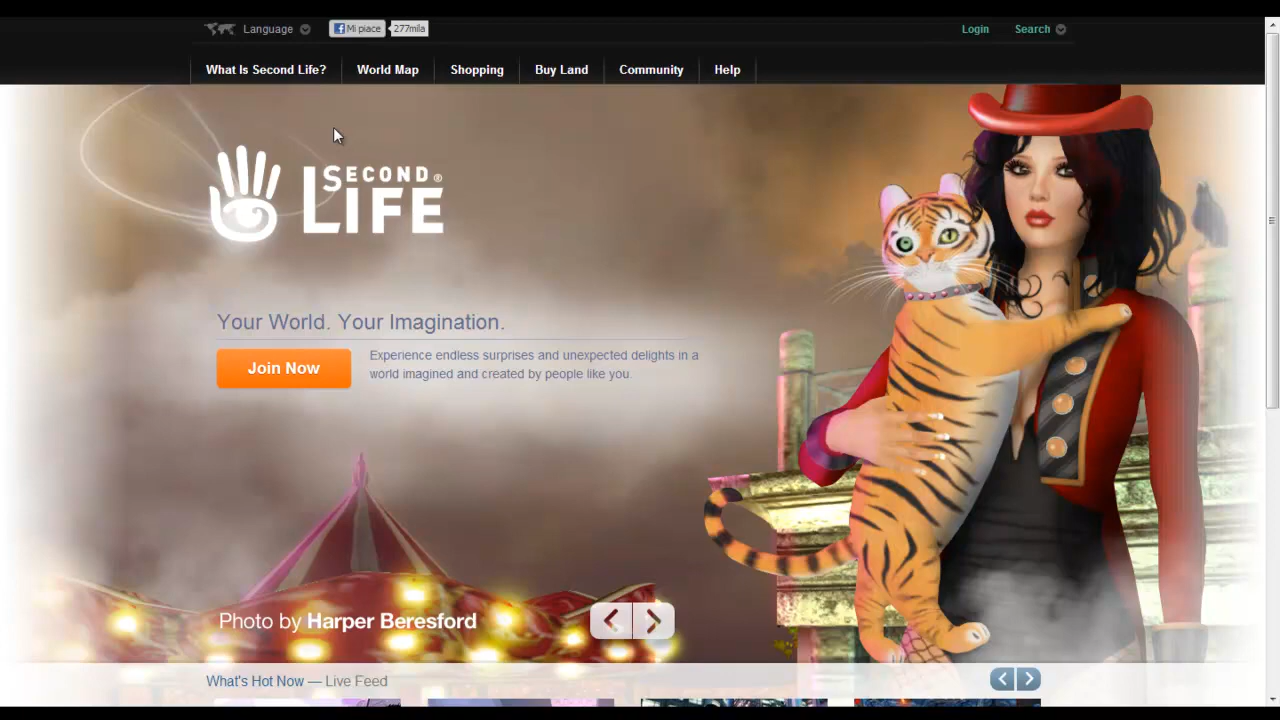 Language
Mi piace
277mila
Login
Search
What Is Second Life?
World Map
Shopping
Buy Land
Community
Help
SECOND®
LIFE
Your World. Your Imagination.
Join Now
Experience endless surprises and unexpected delights in a
world imagined and created by people like you.
Photo by Harper Beresford
What's Hot Now — Live Feed